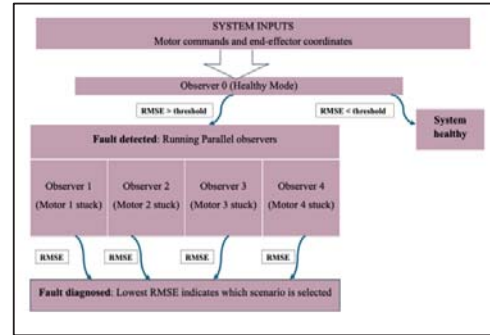 SYSTEM INPUTS
Motor commands and end-effector coordinates
Observer 0 (Healthy Mode)
RMSE > threshold
RMSE < threshold
System
healthy
Fault detected: Running Parallel observers
Observer 1
(Motor 1 stuck)
Observer 2
(Motor 2 stuck)
Observer 3
(Motor 3 stuck)
Observer 4
(Motor 4 stuck)
RMSE
RMSE
RMSE
RMSE
Fault diagnosed: Lowest RMSE indicates which scenario is selected